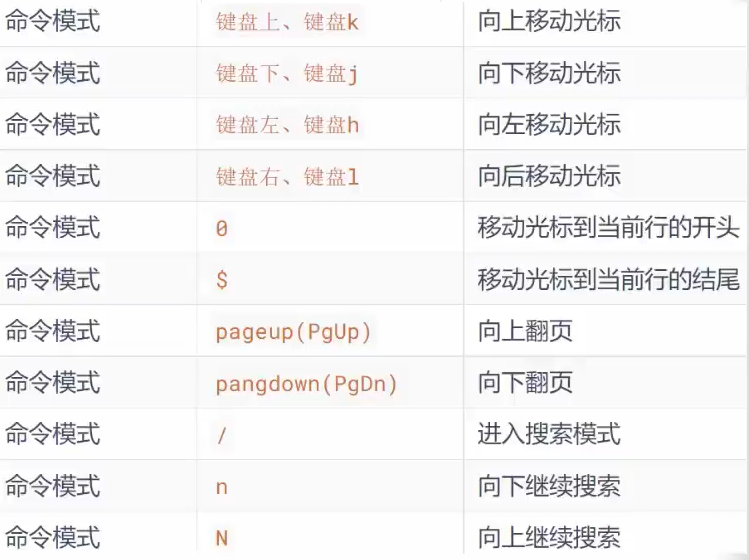 命令模式 键盘上、键盘k 向上移动光标
命令模式 键盘下、键盘j 向下移动光标
命令模式 键盘左、键盘h 向左移动光标
命令模式 键盘右、键盘l 向后移动光标
命令模式 0 移动光标到当前行的开头
命令模式 $ 移动光标到当前行的结尾
命令模式 pageup(PgUp) 向上翻页
命令模式 pangdown(PgDn) 向下翻页
命令模式 / 进入搜索模式
命令模式 n 向下继续搜索
命令模式 N 向上继续搜索